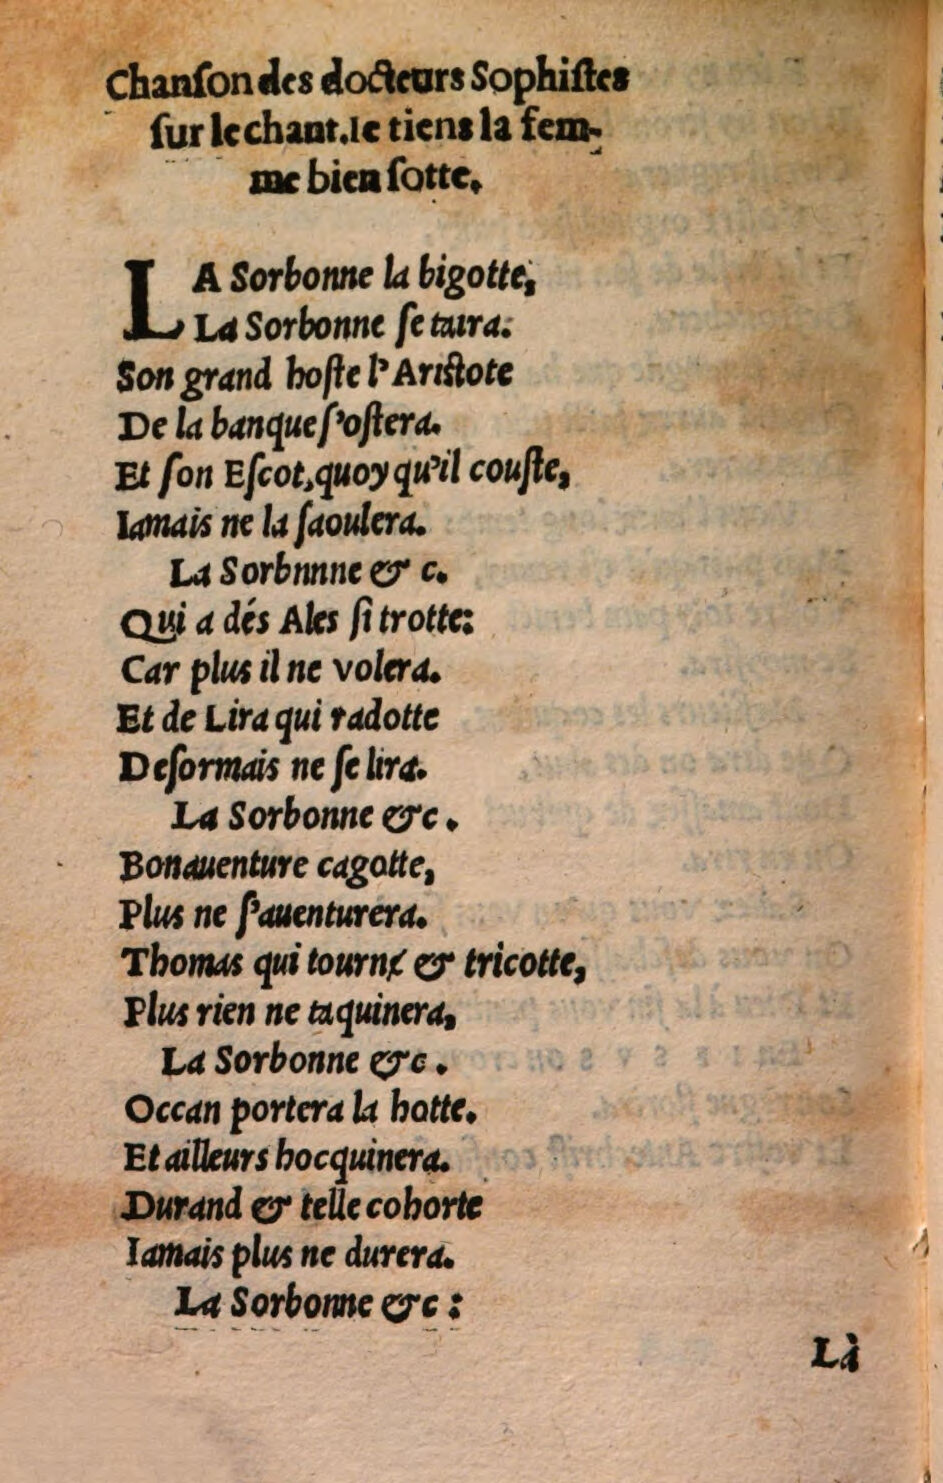 Chanſon des docteurs Sophiſtes
ſur le chant. Ie tiens la fem-
me bien ſotte.
LA Sorbonne la bigotte,
La Sorbonne ſe taira.
Son grand hoſte l'Ariſtote
De la banque ſ'oſtera.
Et ſon Eſcot, quoy qu'il couſte,
Iamais ne la ſaoulera.
La Sorbnnne & c.
Qui a dés Ales ſi trotte:
Car plus il ne volera.
Et de Lira qui radotte
Deſormais ne ſe lira.
La Sorbonne &c.
Bonauenture cagotte,
Plus ne ſ'auenturera.
Thomas qui tourne & tricotte,
Plus rien ne taquinera,
La Sorbonne &c.
Occan portera la hotte.
Et ailleurs hocquinera.
Durand & telle cohorte
Iamais plus ne durera.
La Sorbonne &c:
Là